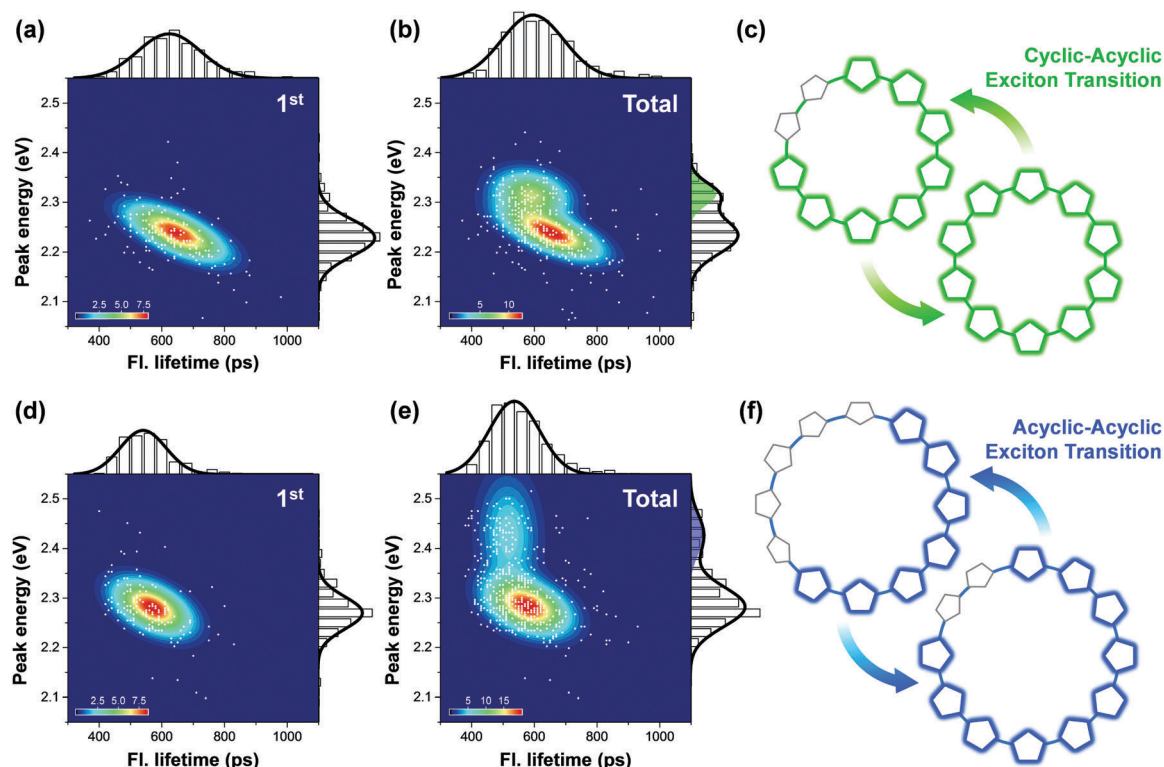 (a)
1st
2.5
2.4
2.3
2.2
2.1
Peak energy (eV)
2.5 5.0 7.5
400 600 800 1000
Fl. lifetime (ps)
(b)
Total
2.5
2.4
2.3
2.2
2.1
Peak energy (eV)
5 10
400 600 800 1000
Fl. lifetime (ps)
(c)
Cyclic-Acyclic
Exciton Transition
(d)
1st
2.5
2.4
2.3
2.2
2.1
Peak energy (eV)
2.5 5.0 7.5
400 600 800 1000
Fl. lifetime (ps)
(e)
Total
2.5
2.4
2.3
2.2
2.1
Peak energy (eV)
5 10 15
400 600 800 1000
Fl. lifetime (ps)
(f)
Acyclic-Acyclic
Exciton Transition